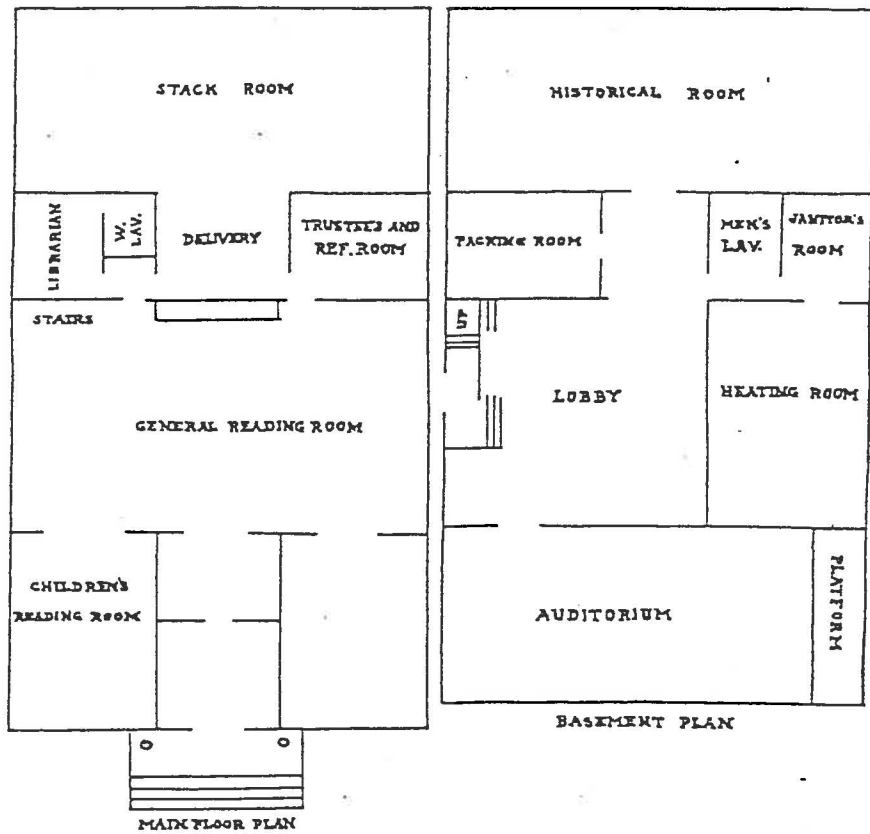 STACK ROOM
LIBRARIAN
W. LAV.
DELIVERY
TRUSTEES AND
REF. ROOM
STAIRS
GENERAL READING ROOM
CHILDREN'S
READING ROOM
MAIN FLOOR PLAN
HISTORICAL ROOM
PACKING ROOM
MEN'S
LAV.
JANITOR'S
ROOM
UP
LOBBY
HEATING ROOM
AUDITORIUM
PLATFORM
BASEMENT PLAN